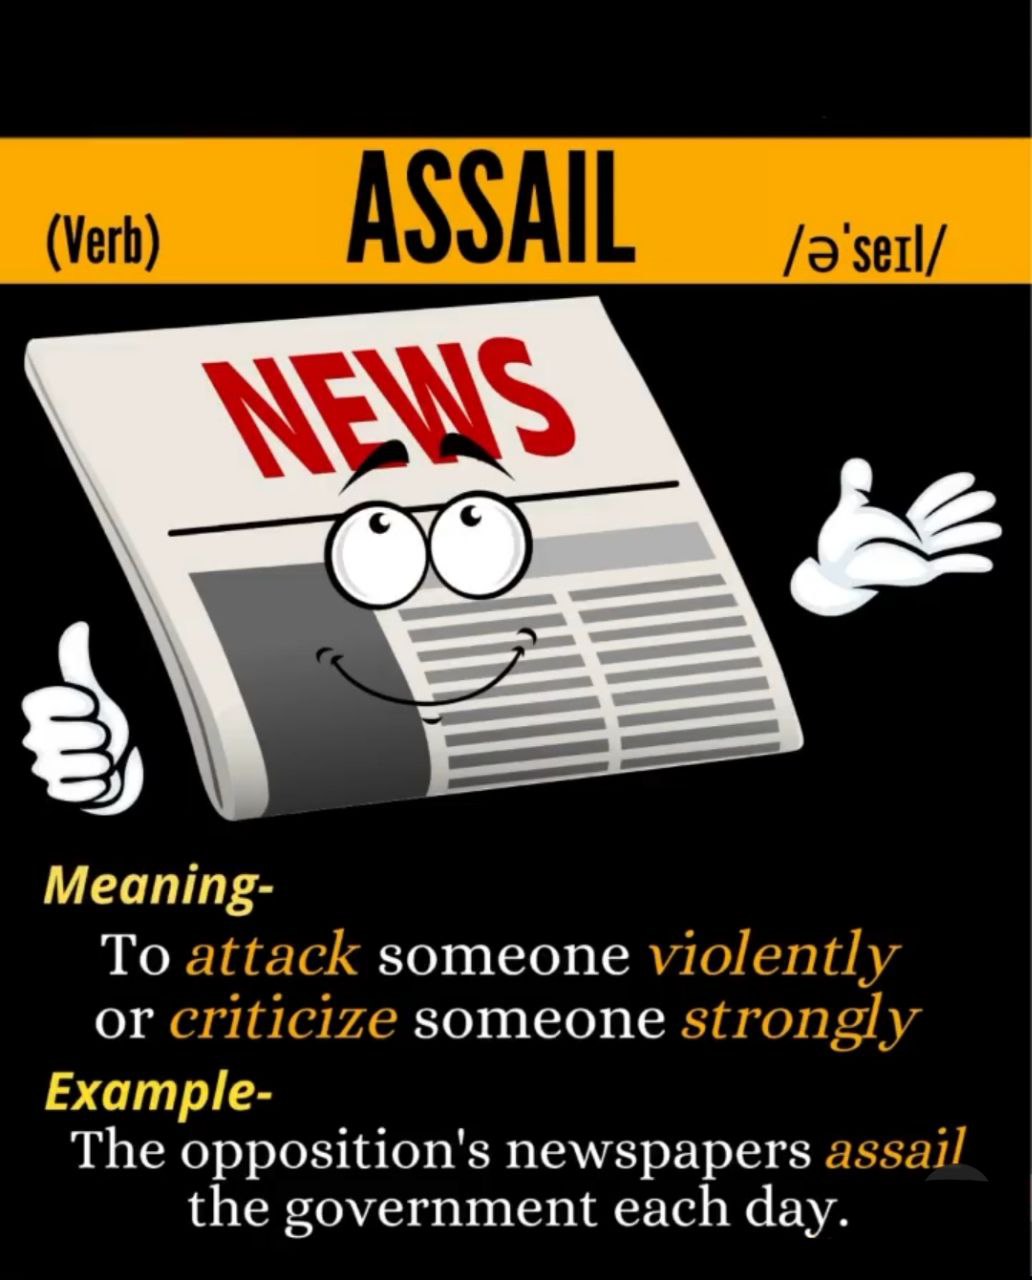 ASSAIL
(Verb)
/əˈseɪl/
NEWS
Meaning-
To attack someone violently
or criticize someone strongly
Example-
The opposition's newspapers assail
the government each day.